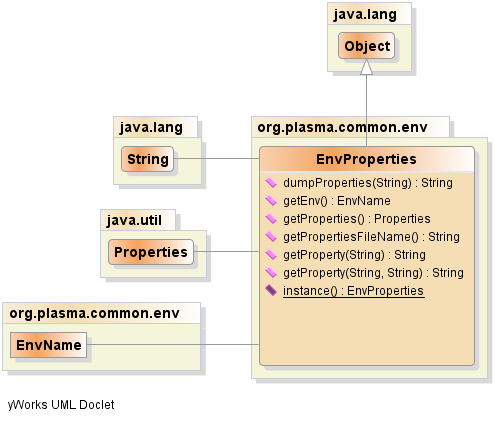 java.lang
Object
java.lang
String
org.plasma.common.env
EnvProperties
dumpProperties(String) : String
getEnv() : EnvName
getProperties() : Properties
getPropertiesFileName() : String
getProperty(String) : String
getProperty(String, String) : String
instance() : EnvProperties
java.util
Properties
org.plasma.common.env
EnvName
yWorks UML Doclet